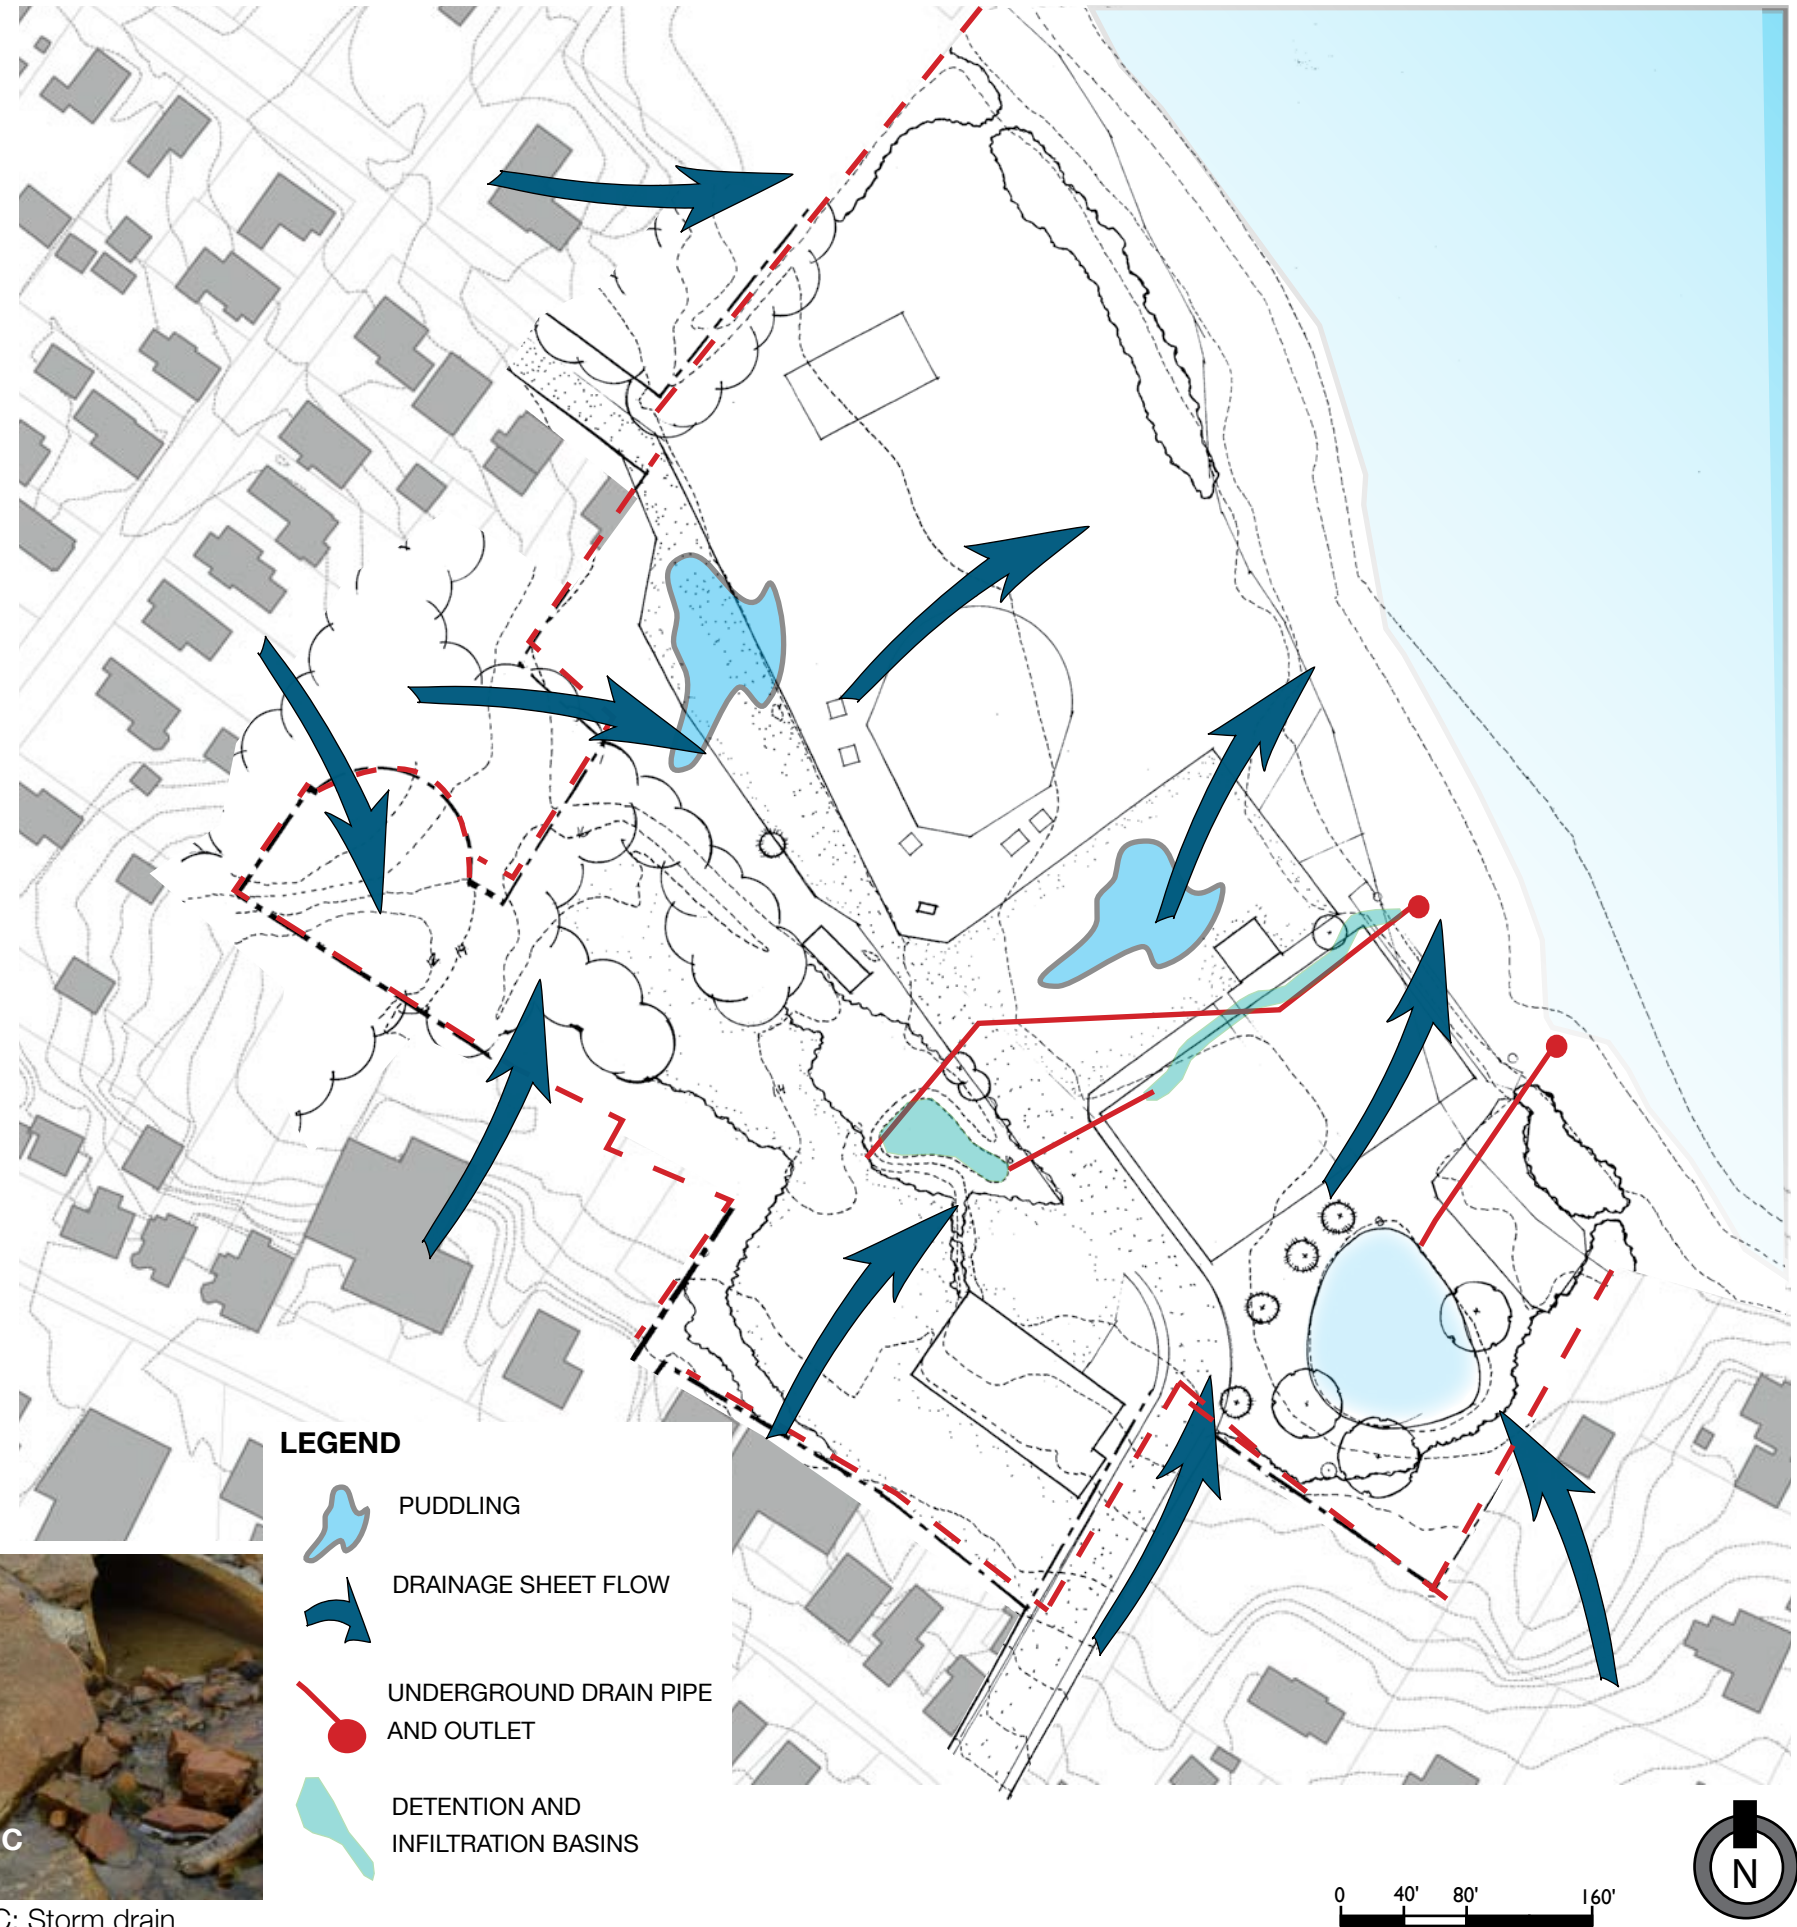 LEGEND
PUDDLING
DRAINAGE SHEET FLOW
UNDERGROUND DRAIN PIPE
AND OUTLET
DETENTION AND
INFILTRATION BASINS
C
C: Storm drain
0 40' 80' 160'
N